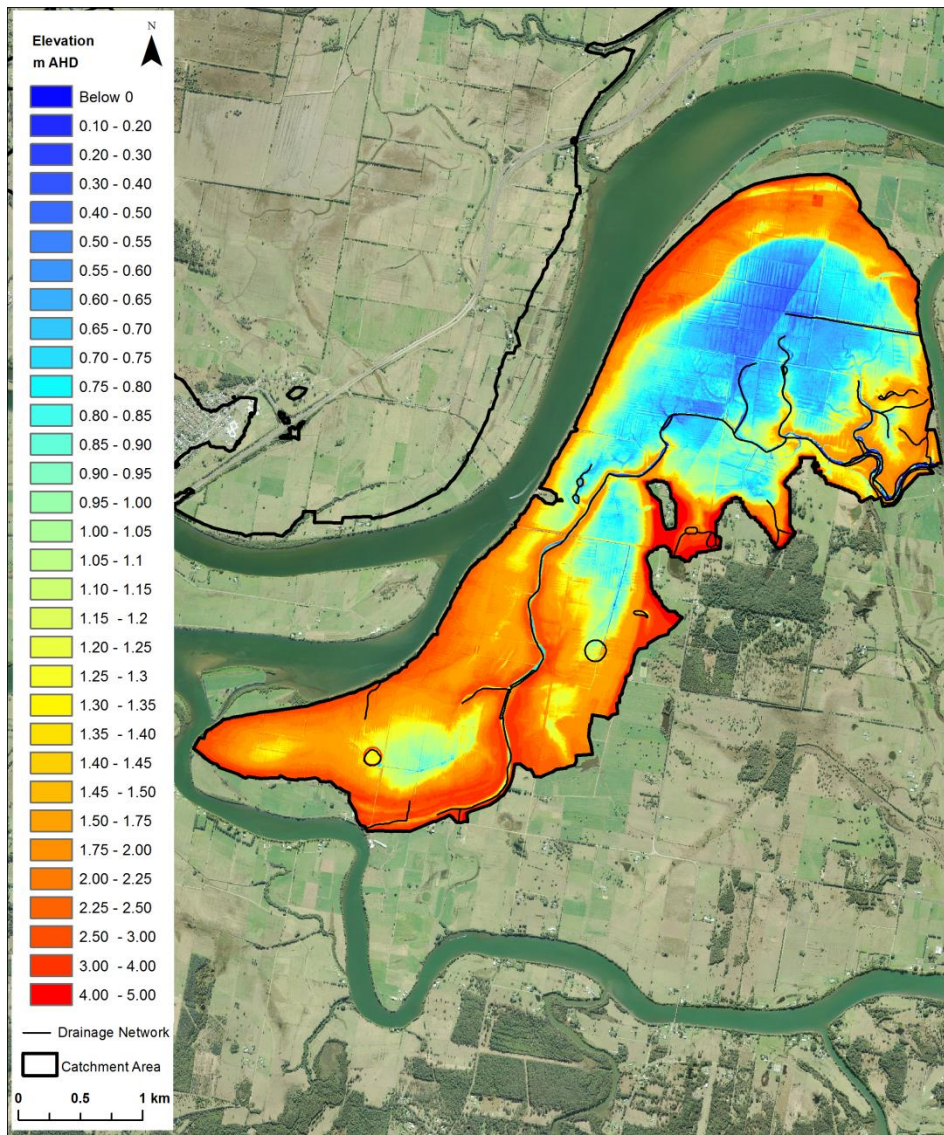 Elevation
m AHD
N
Below 0
0.10 - 0.20
0.20 - 0.30
0.30 - 0.40
0.40 - 0.50
0.50 - 0.55
0.55 - 0.60
0.60 - 0.65
0.65 - 0.70
0.70 - 0.75
0.75 - 0.80
0.80 - 0.85
0.85 - 0.90
0.90 - 0.95
0.95 - 1.00
1.00 - 1.05
1.05 - 1.1
1.10 - 1.15
1.15 - 1.2
1.20 - 1.25
1.25 - 1.3
1.30 - 1.35
1.35 - 1.40
1.40 - 1.45
1.45 - 1.50
1.50 - 1.75
1.75 - 2.00
2.00 - 2.25
2.25 - 2.50
2.50 - 3.00
3.00 - 4.00
4.00 - 5.00
Drainage Network
Catchment Area
0 0.5 1 km